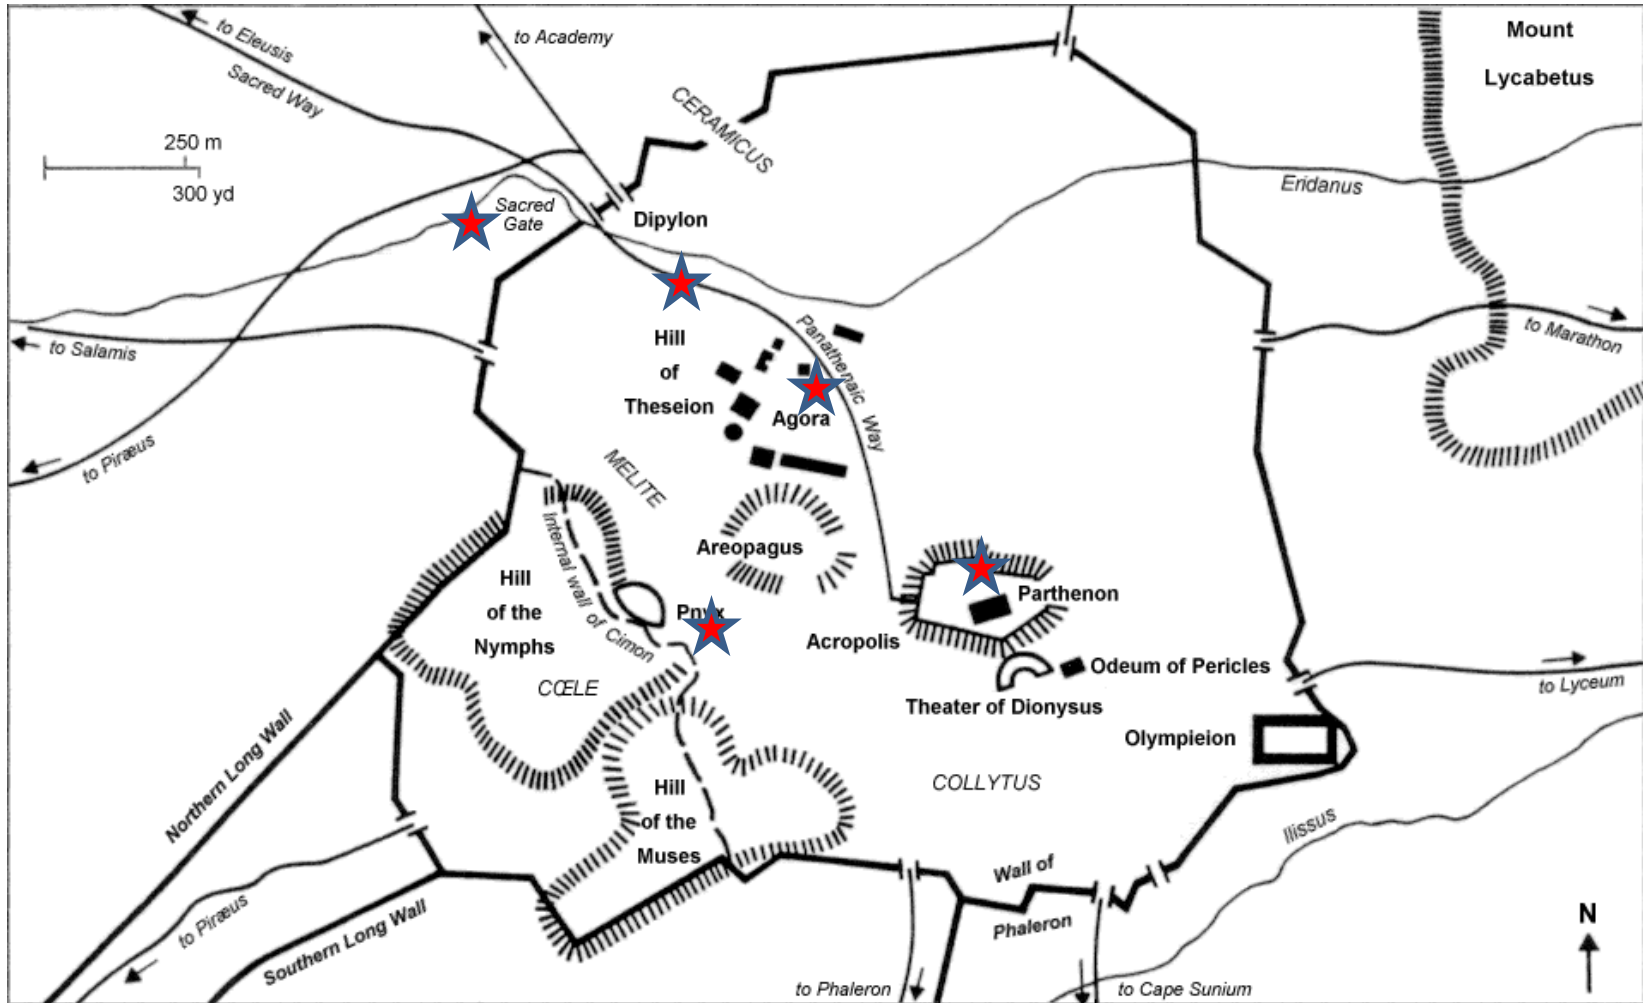 to Eleusis
Sacred Way
to Academy
CERAMICUS
Mount
Lycabetus
250 m
300 yd
Eridanus
Sacred
Gate
Dipylon
to Salamis
Hill
of
Theseion
Panathenaic Way
Agora
to Marathon
to Piræus
MELITE
Internal wall of Cimon
Areopagus
Hill
of the
Nymphs
Pnyx
Parthenon
Acropolis
CŒLE
Odeum of Pericles
Theater of Dionysus
to Lyceum
Olympieion
Northern Long Wall
Hill
of the
Muses
COLLYTUS
Ilissus
Wall of
Phaleron
to Piræus
Southern Long Wall
N
to Phaleron
to Cape Sunium